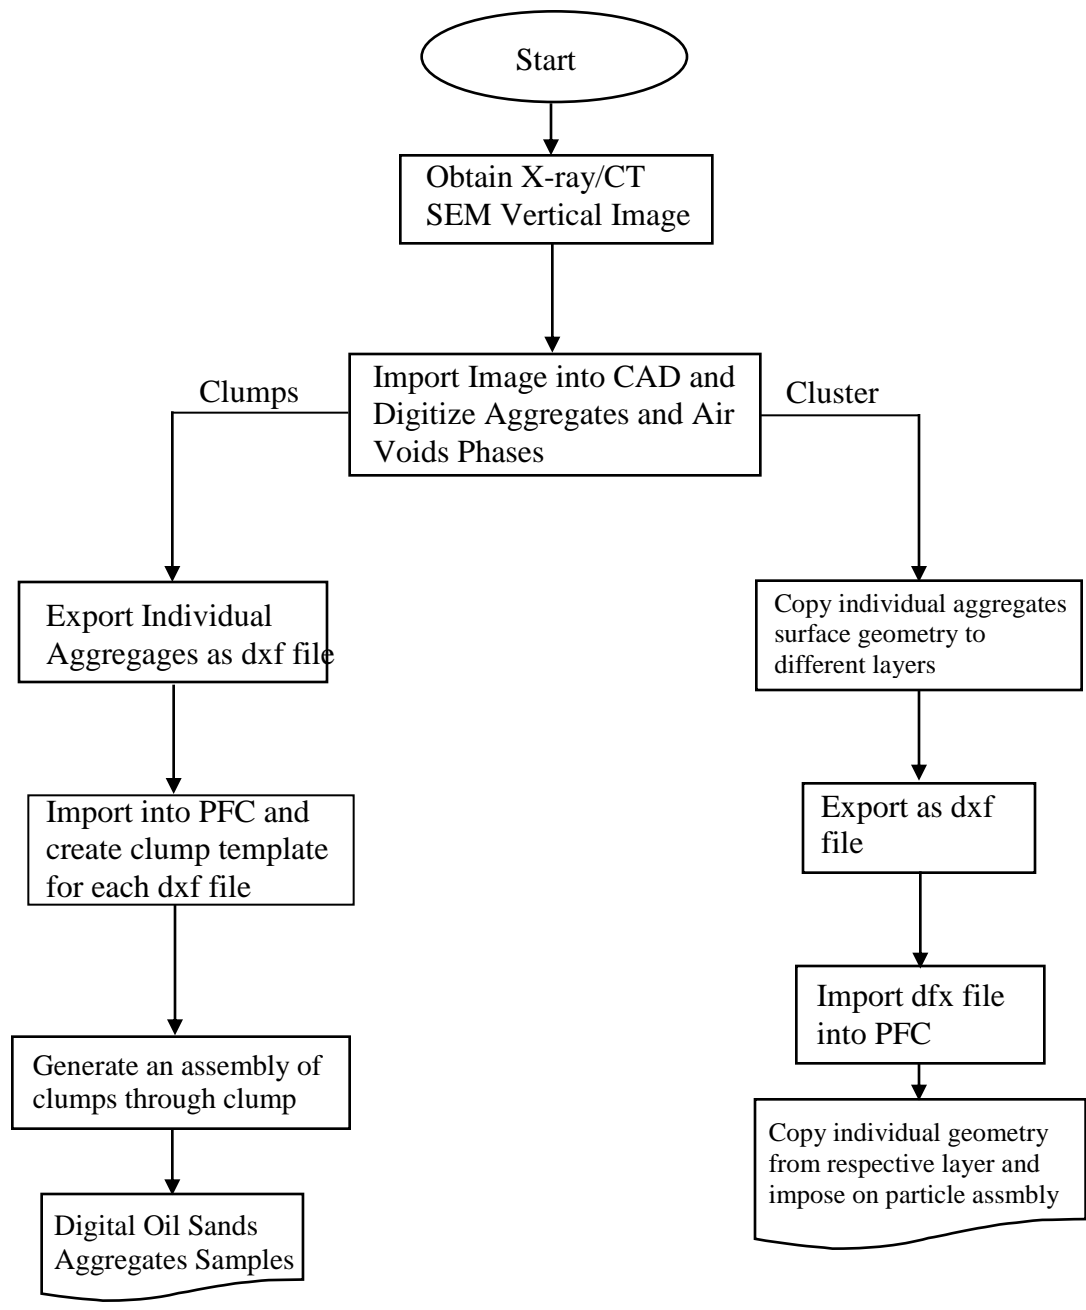 Start
Obtain X-ray/CT
SEM Vertical Image
Import Image into CAD and
Digitize Aggregates and Air
Voids Phases
Clumps
Cluster
Export Individual
Aggregages as dxf file
Import into PFC and
create clump template
for each dxf file
Generate an assembly of
clumps through clump
Digital Oil Sands
Aggregates Samples
Copy individual aggregates
surface geometry to
different layers
Export as dxf
file
Import dfx file
into PFC
Copy individual geometry
from respective layer and
impose on particle assmbly